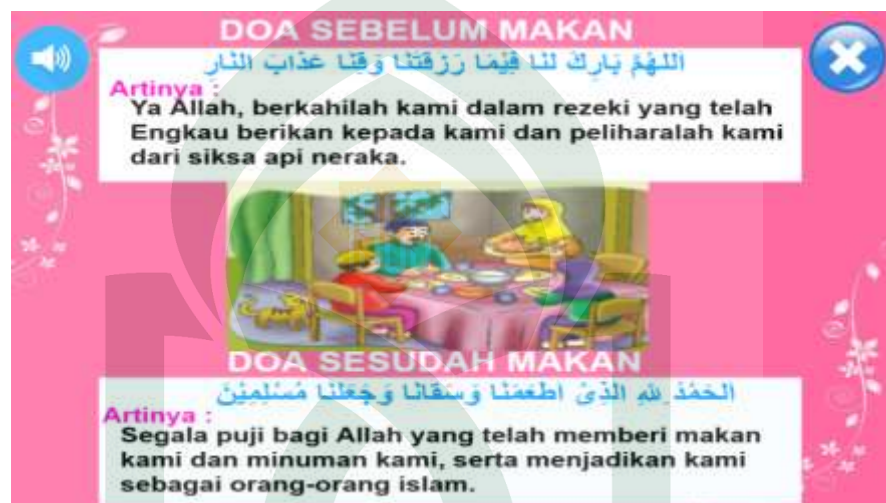 DOA SEBELUM MAKAN
اَللهُمَّ بَارِكْ لَنَا فِيْمَا رَزَقْتَنَا وَقِنَا عَذَابَ النَّارِ
Artinya :
Ya Allah, berkahilah kami dalam rezeki yang telah
Engkau berikan kepada kami dan peliharalah kami
dari siksa api neraka.
DOA SESUDAH MAKAN
اَلْحَمْدُ ِللهِ الَّذِىْ اَطْعَمَنَا وَسَقَانَا وَجَعَلَنَا مُسْلِمِيْنَ
Artinya :
Segala puji bagi Allah yang telah memberi makan
kami dan minuman kami, serta menjadikan kami
sebagai orang-orang islam.